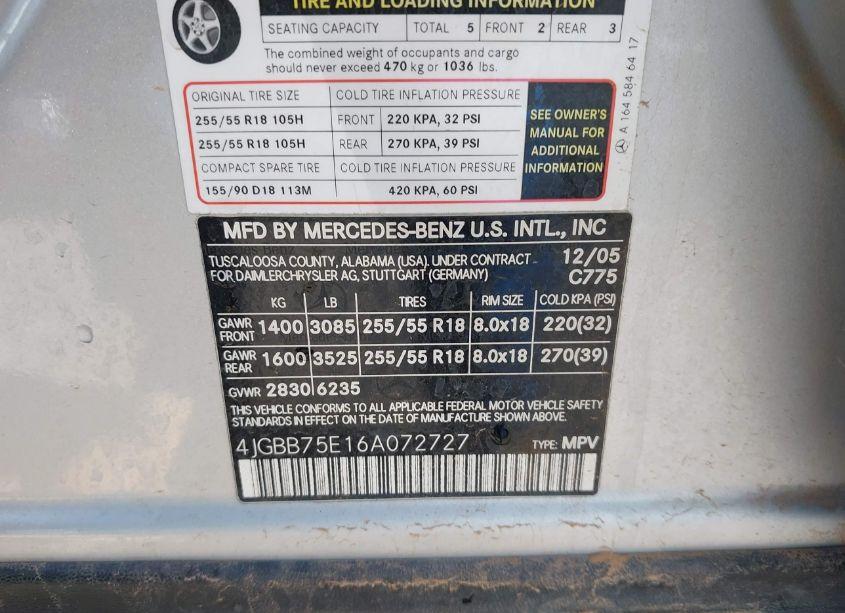 TIRE AND LOADING INFORMATION
SEATING CAPACITY TOTAL 5 FRONT 2 REAR 3
The combined weight of occupants and cargo
should never exceed 470 kg or 1036 lbs.
ORIGINAL TIRE SIZE COLD TIRE INFLATION PRESSURE
255/55 R18 105H FRONT 220 KPA, 32 PSI
255/55 R18 105H REAR 270 KPA, 39 PSI
COMPACT SPARE TIRE COLD TIRE INFLATION PRESSURE
155/90 D18 113M 420 KPA, 60 PSI
SEE OWNER'S
MANUAL FOR
ADDITIONAL
INFORMATION
A 164 584 64 17
MFD BY MERCEDES-BENZ U.S. INTL., INC
TUSCALOOSA COUNTY, ALABAMA (USA). UNDER CONTRACT 12/05
FOR DAIMLERCHRYSLER AG, STUTTGART (GERMANY) C775
KG LB TIRES RIM SIZE COLD KPA (PSI)
GAWR FRONT 1400 3085 255/55 R18 8.0x18 220(32)
GAWR REAR 1600 3525 255/55 R18 8.0x18 270(39)
GVWR 2830 6235
THIS VEHICLE CONFORMS TO ALL APPLICABLE FEDERAL MOTOR VEHICLE SAFETY
STANDARDS IN EFFECT ON THE DATE OF MANUFACTURE SHOWN ABOVE.
4JGBB75E16A072727 TYPE: MPV